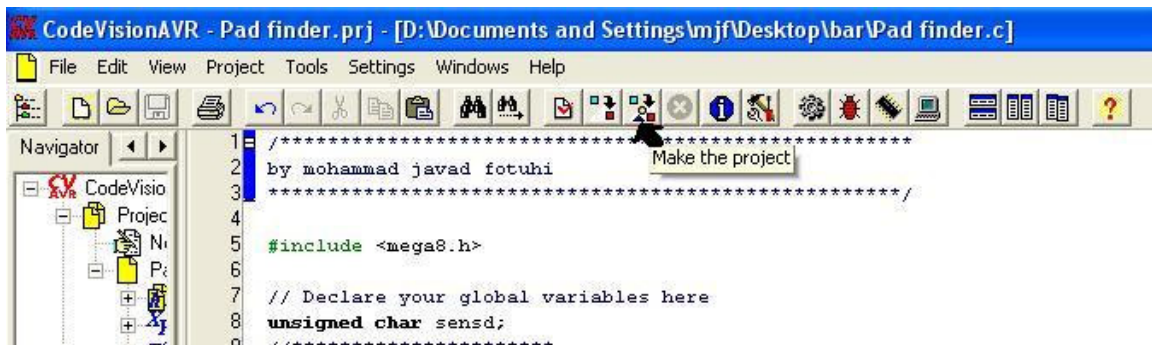 CodeVisionAVR - Pad finder.prj - [D:\Documents and Settings\mjf\Desktop\bar\Pad finder.c]
File Edit View Project Tools Settings Windows Help
Navigator
Make the project
CodeVisio
Projec
1 /*****************************************************
2 by mohammad javad fotuhi
3 *****************************************************/
4
5 #include <mega8.h>
6
7 // Declare your global variables here
8 unsigned char sensd;